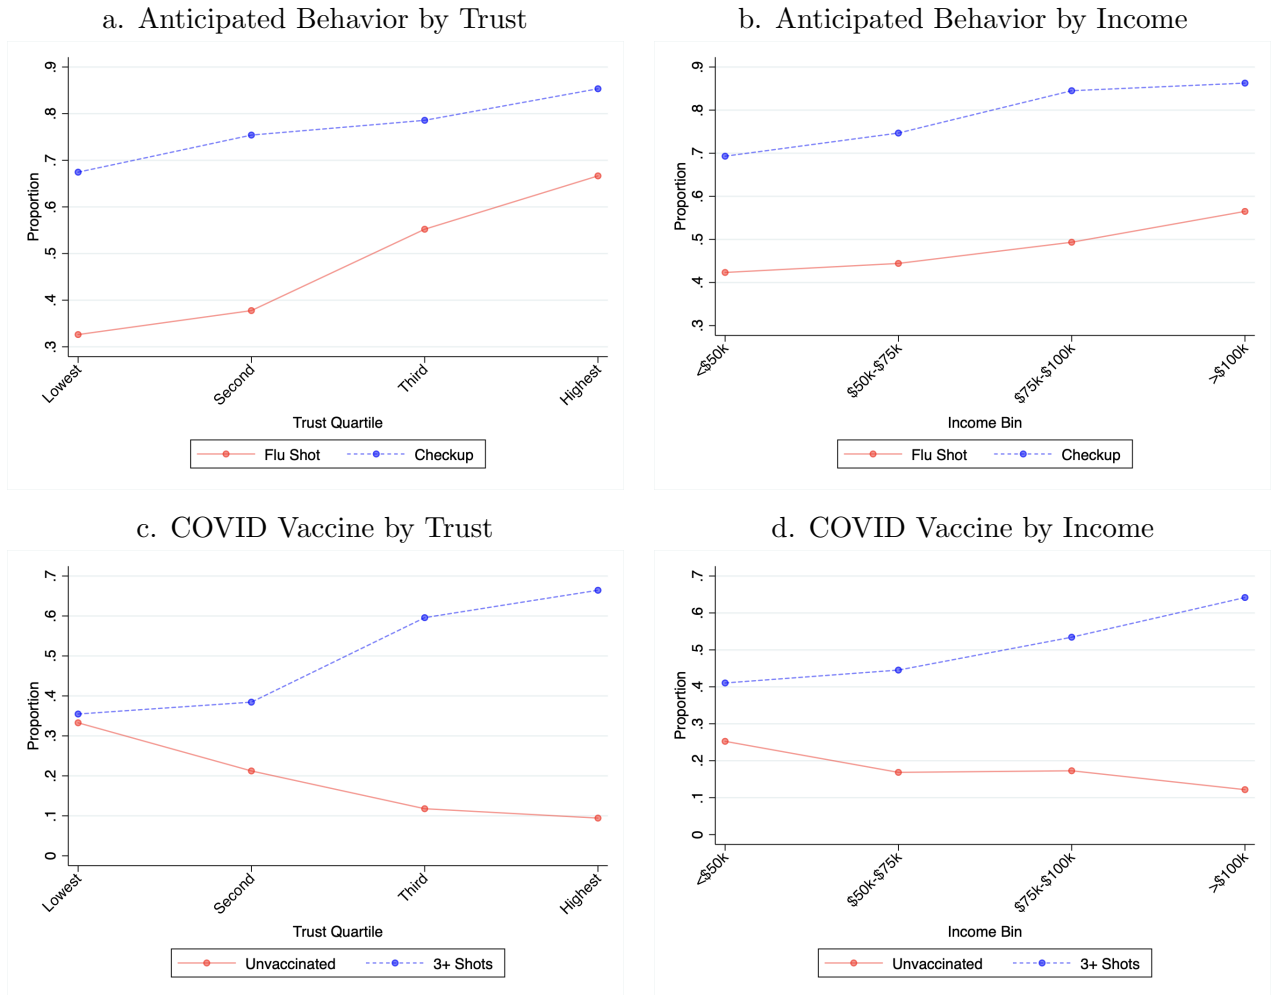 a. Anticipated Behavior by Trust
Proportion
.9
.8
.7
.6
.5
.4
.3
Lowest
Second
Third
Highest
Trust Quartile
Flu Shot Checkup
b. Anticipated Behavior by Income
Proportion
.9
.8
.7
.6
.5
.4
.3
<$50k
$50k-$75k
$75k-$100k
>$100k
Income Bin
Flu Shot Checkup
c. COVID Vaccine by Trust
Proportion
.7
.6
.5
.4
.3
.2
.1
0
Lowest
Second
Third
Highest
Trust Quartile
Unvaccinated 3+ Shots
d. COVID Vaccine by Income
Proportion
.7
.6
.5
.4
.3
.2
.1
0
<$50k
$50k-$75k
$75k-$100k
>$100k
Income Bin
Unvaccinated 3+ Shots